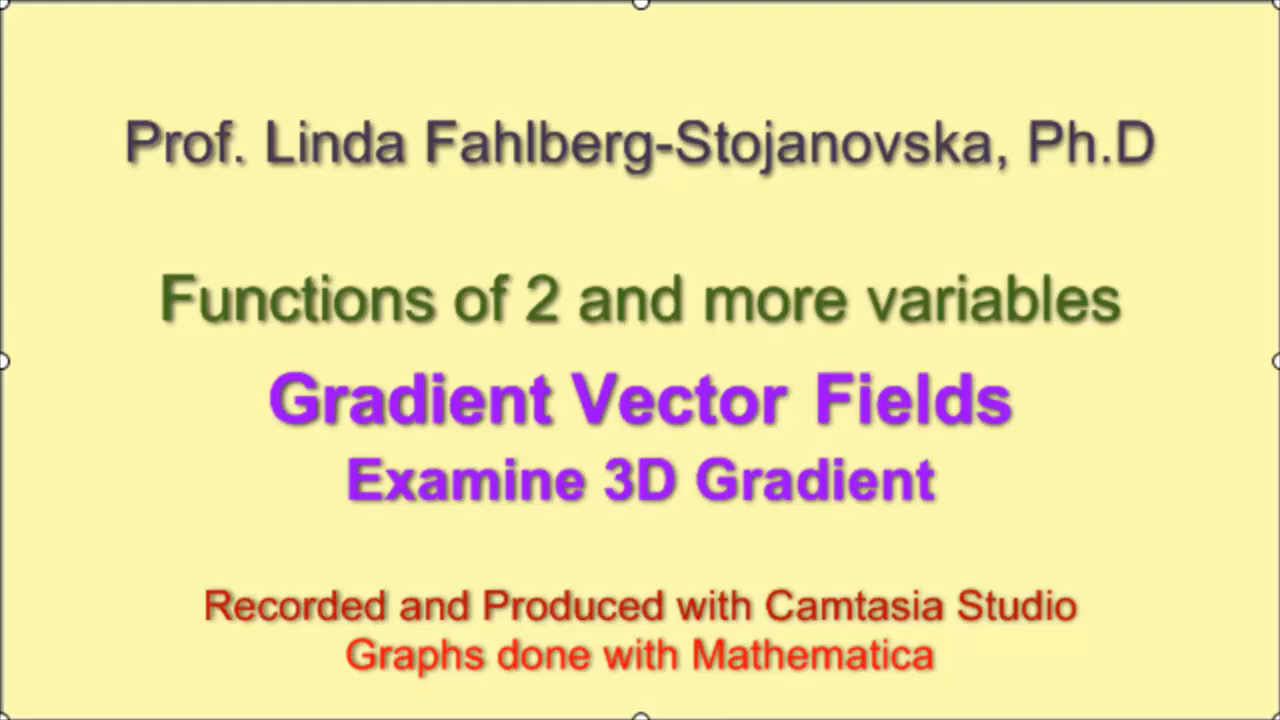 Prof. Linda Fahlberg-Stojanovska, Ph.D
Functions of 2 and more variables
Gradient Vector Fields
Examine 3D Gradient
Recorded and Produced with Camtasia Studio
Graphs done with Mathematica